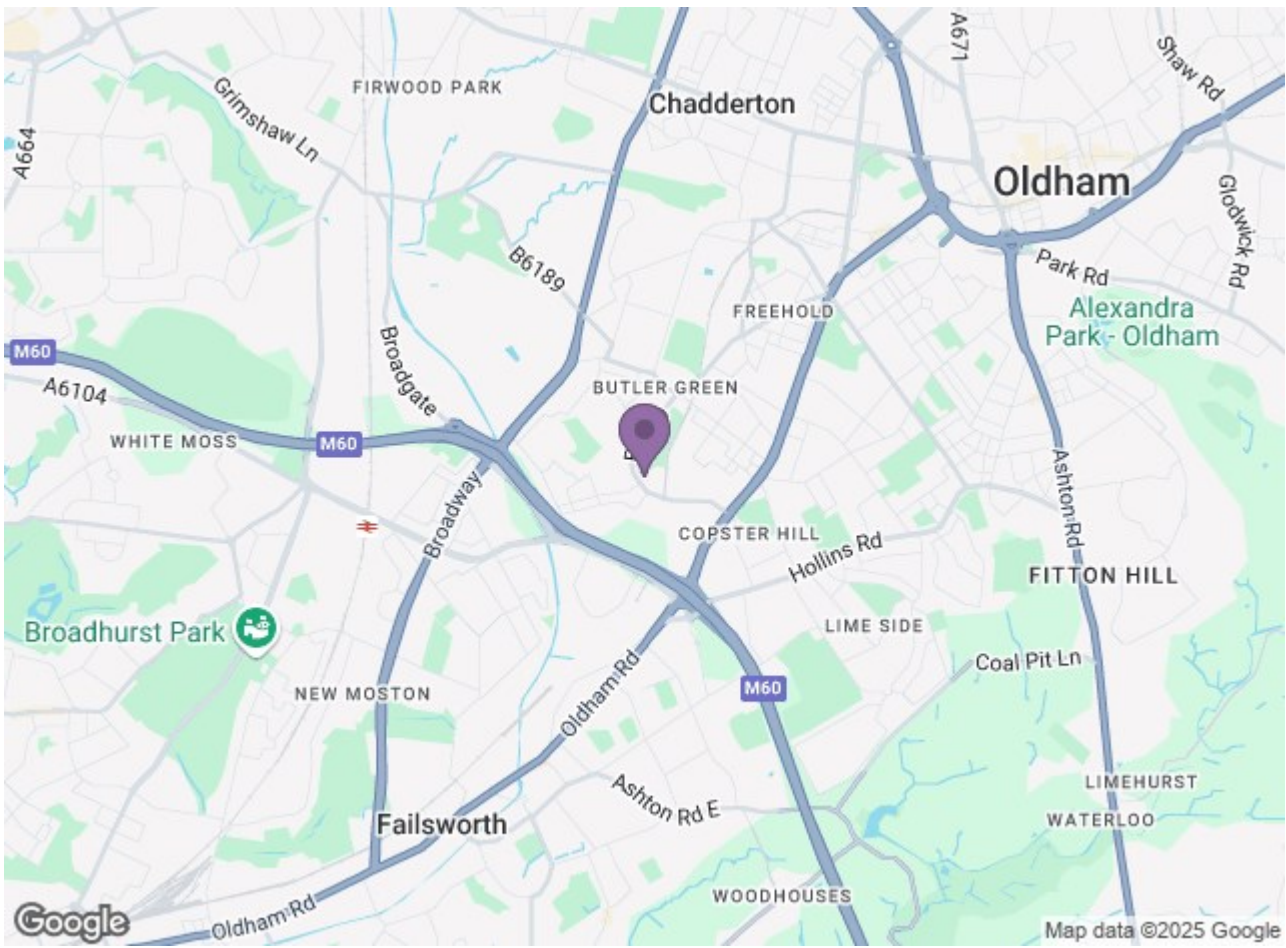 A671
Shaw Rd
FIRWOOD PARK
Chadderton
Grimshaw Ln
A664
Oldham
Glodwick Rd
B6189
Park Rd
FREEHOLD
Alexandra
Park - Oldham
M60
Broadgate
A6104
BUTLER GREEN
WHITE MOSS
M60
Ashton Rd
Broadway
COPSTER HILL
Hollins Rd
FITTON HILL
Broadhurst Park
LIME SIDE
Coal Pit Ln
NEW MOSTON
M60
Oldham Rd
LIMEHURST
Ashton Rd E
WATERLOO
Failsworth
WOODHOUSES
Oldham Rd
Google
Map data ©2025 Google